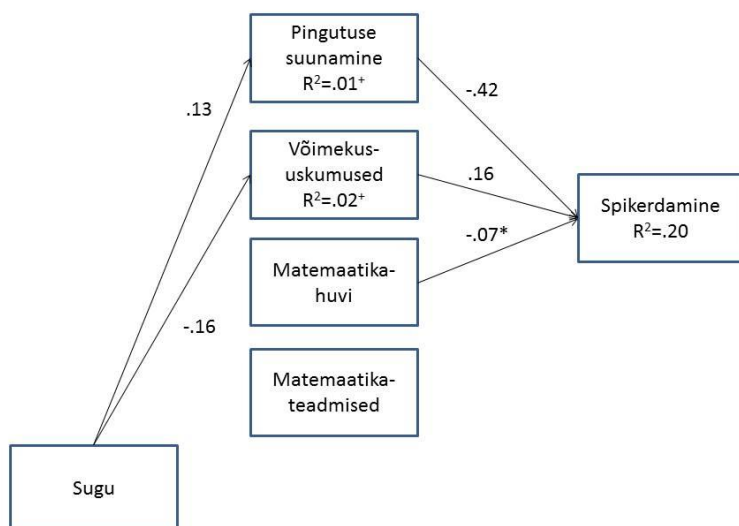 Pingutuse
suunamine
R²=.01⁺
-.42
.13
Võimekus-
uskumused
R²=.02⁺
.16
Spikerdamine
R²=.20
-.07*
Matemaatika-
huvi
-.16
Matemaatika-
teadmised
Sugu